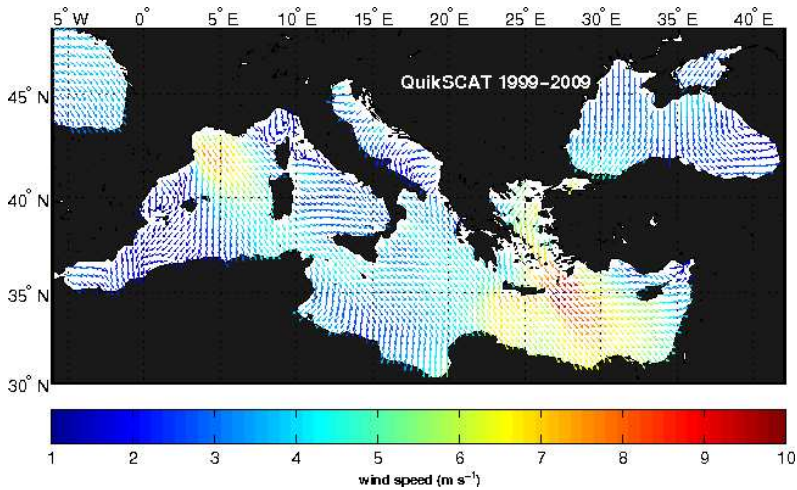 5° W 0° 5° E 10° E 15° E 20° E 25° E 30° E 35° E 40° E
QuikSCAT 1999–2009
45° N
40° N
35° N
30° N
1 2 3 4 5 6 7 8 9 10
wind speed (m s⁻¹)